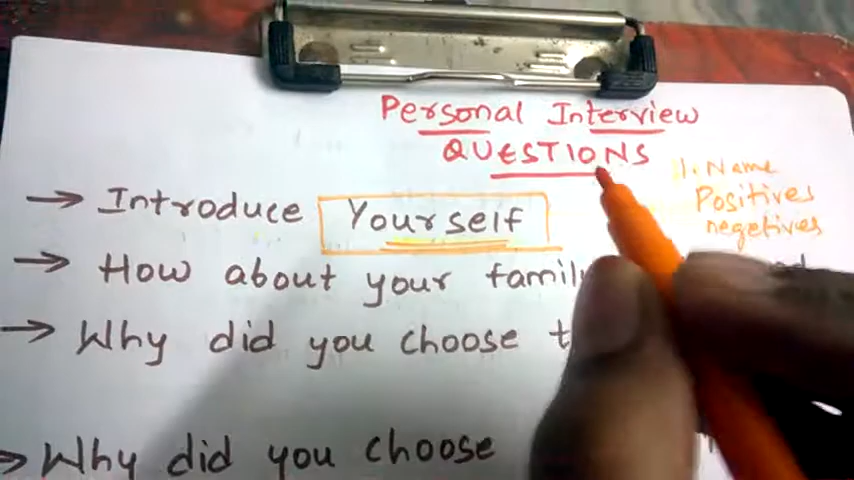 Personal Interview
QUESTIONS
1. Name
Positives
negetives
→ Introduce Yourself
→ How about your
→ Why did you choose
→ Why did you choose